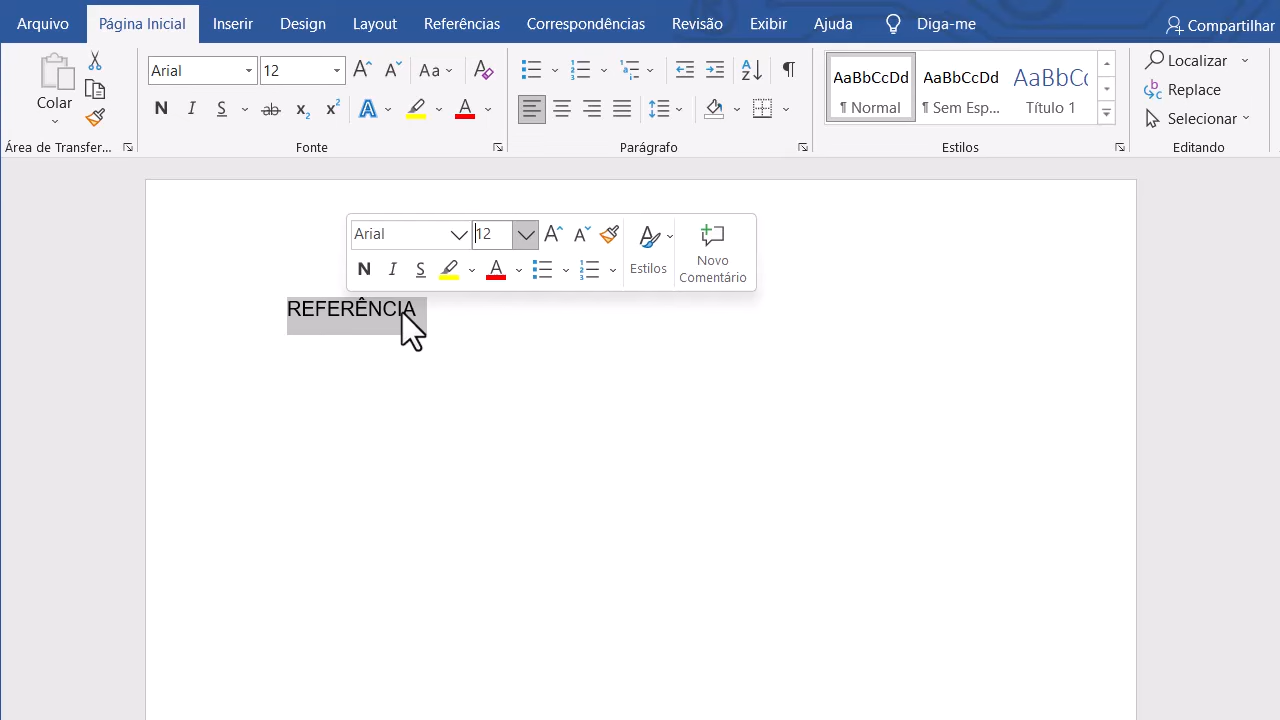 Arquivo Página Inicial Inserir Design Layout Referências Correspondências Revisão Exibir Ajuda Diga-me Compartilhar
Colar
Área de Transfer...
Arial 12 Aa
N I S ab x₂ x² A A
Fonte
Parágrafo
AaBbCcDd AaBbCcDd AaBbCc
¶ Normal ¶ Sem Esp... Título 1
Estilos
Localizar
Replace
Selecionar
Editando
Arial 12
N I S A
Estilos
Novo
Comentário
REFERÊNCIA